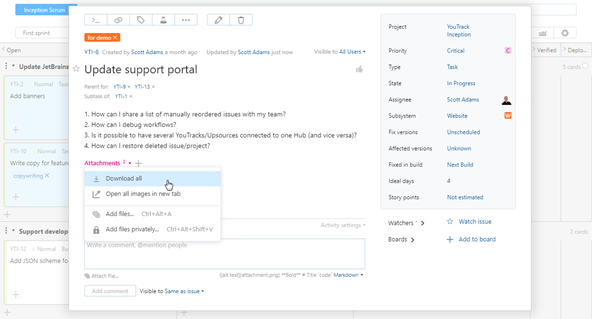 Inception Scrum
First sprint
Open
Verified
Deplo...
Update JetBrains
5 cards
YTI-2 Normal Tas
Add banners
YTI-10 Normal
Write copy for feature
copywriting ✕
Support develop
2 cards
YTI-12 Normal Bu
Add JSON scheme fo
for demo ✕
YTI-8 Created by Scott Adams a month ago Updated by Scott Adams just now Visible to All Users
Update support portal
Parent for: YTI-9 YTI-13
Subtask of: YTI-1
1. How can I share a list of manually reordered issues with my team?
2. How can I debug workflows?
3. Is it possible to have several YouTracks/Upsources connected to one Hub (and vice versa)?
4. How can I restore deleted issue/project?
Attachments 2
Download all
Open all images in new tab
Add files... Ctrl+Alt+A
Add files privately... Ctrl+Alt+Shift+V
Activity settings
Write a comment, @mention people
Attach file...
![alt text](attachment.png) **Bold** # Title `code` Markdown
Add comment Visible to Same as issue
Project YouTrack
Inception
Priority Critical C
Type Task
State In Progress
Assignee Scott Adams
Subsystem Website W
Fix versions Unscheduled
Affected versions Unknown
Fixed in build Next Build
Ideal days 4
Story points Not estimated
Watchers Watch issue
Boards Add to board